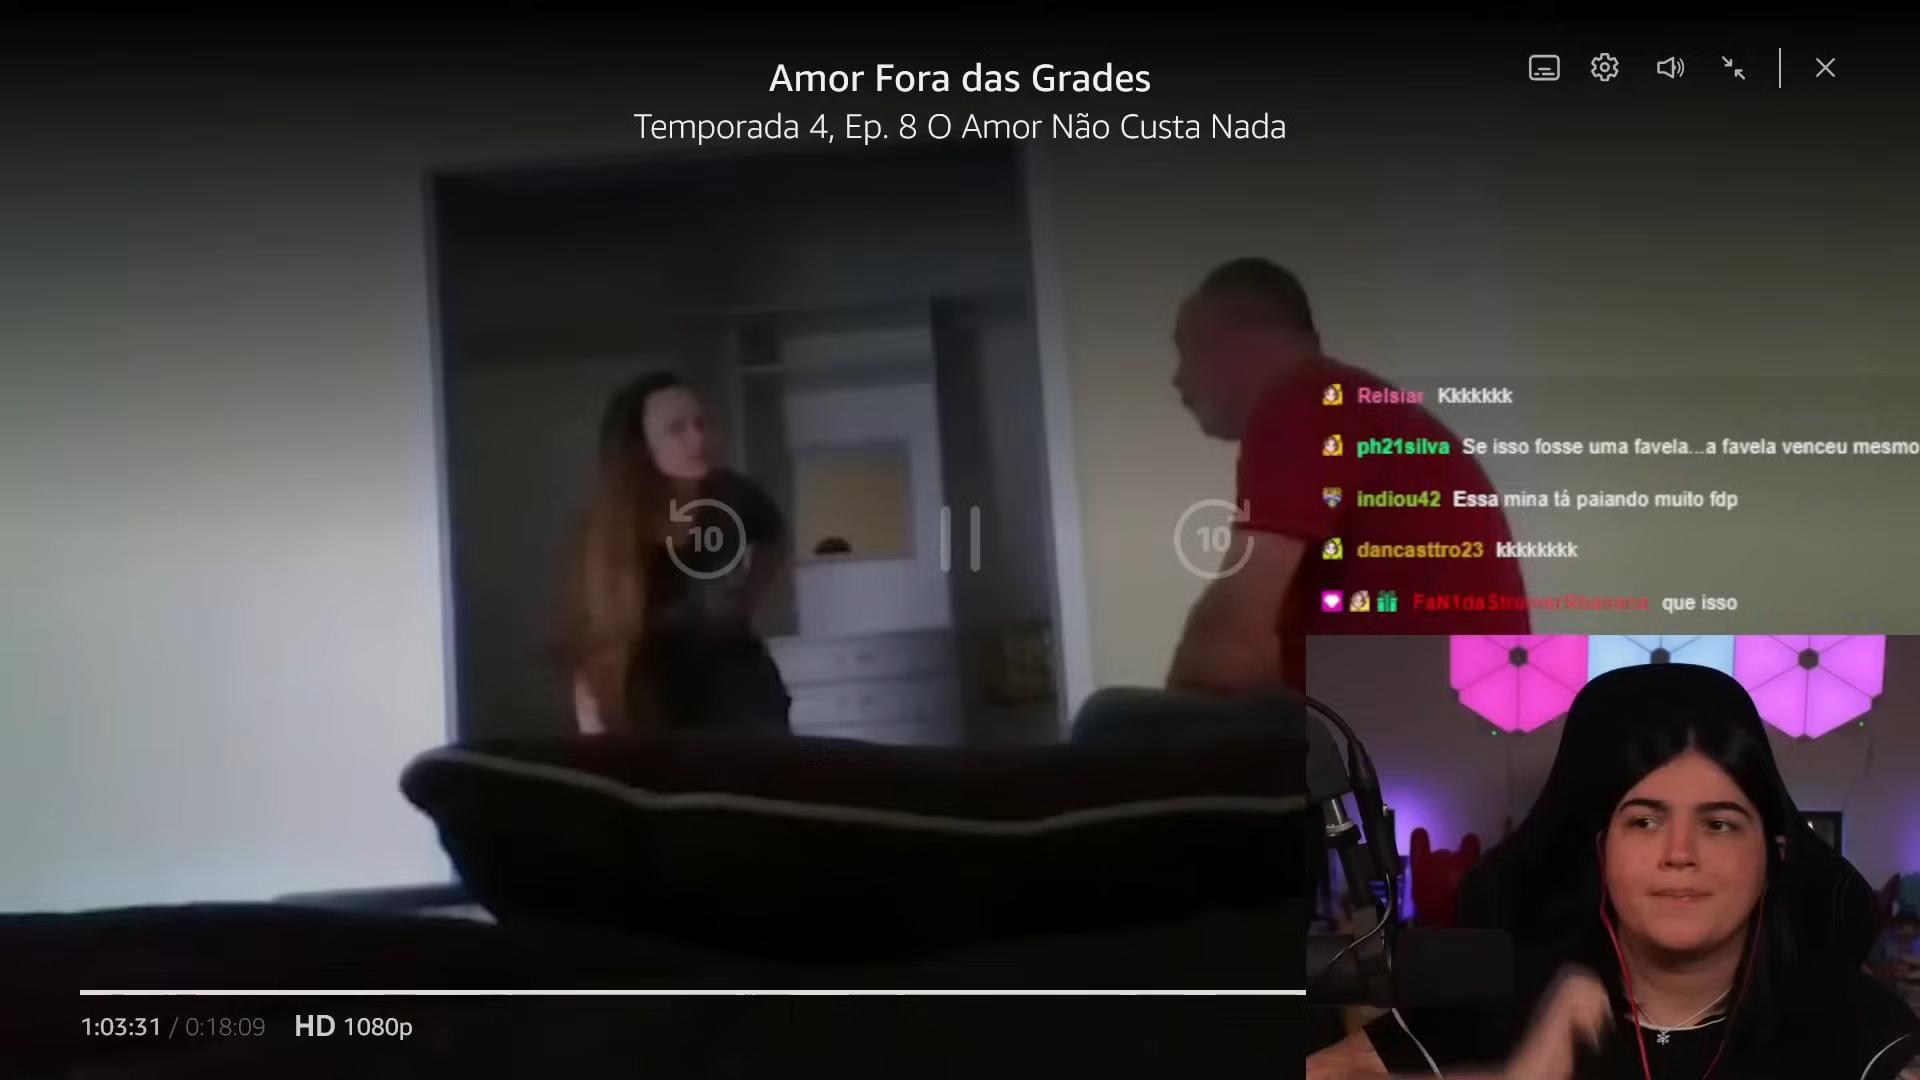 Amor Fora das Grades
Temporada 4, Ep. 8 O Amor Não Custa Nada
Relsiar Kkkkkkk
ph21silva Se isso fosse uma favela...a favela venceu mesmo
indiou42 Essa mina tá paiando muito fdp
dancasttro23 kkkkkkkk
que isso
10
10
1:03:31 / 0:18:09 HD 1080p